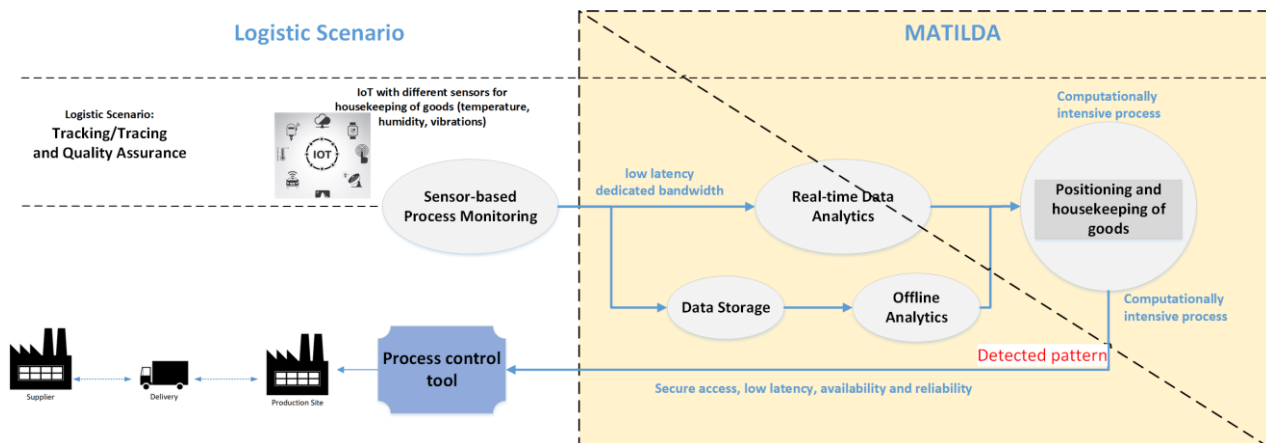 Logistic Scenario
MATILDA
IoT with different sensors for
housekeeping of goods (temperature,
humidity, vibrations)
Logistic Scenario:
Tracking/Tracing
and Quality Assurance
IOT
Computationally
intensive process
low latency
dedicated bandwidth
Sensor-based
Process Monitoring
Real-time Data
Analytics
Positioning and
housekeeping of
goods
Data Storage
Offline
Analytics
Computationally
intensive process
Detected pattern
Process control
tool
Secure access, low latency, availability and reliability
Supplier
Delivery
Production Site